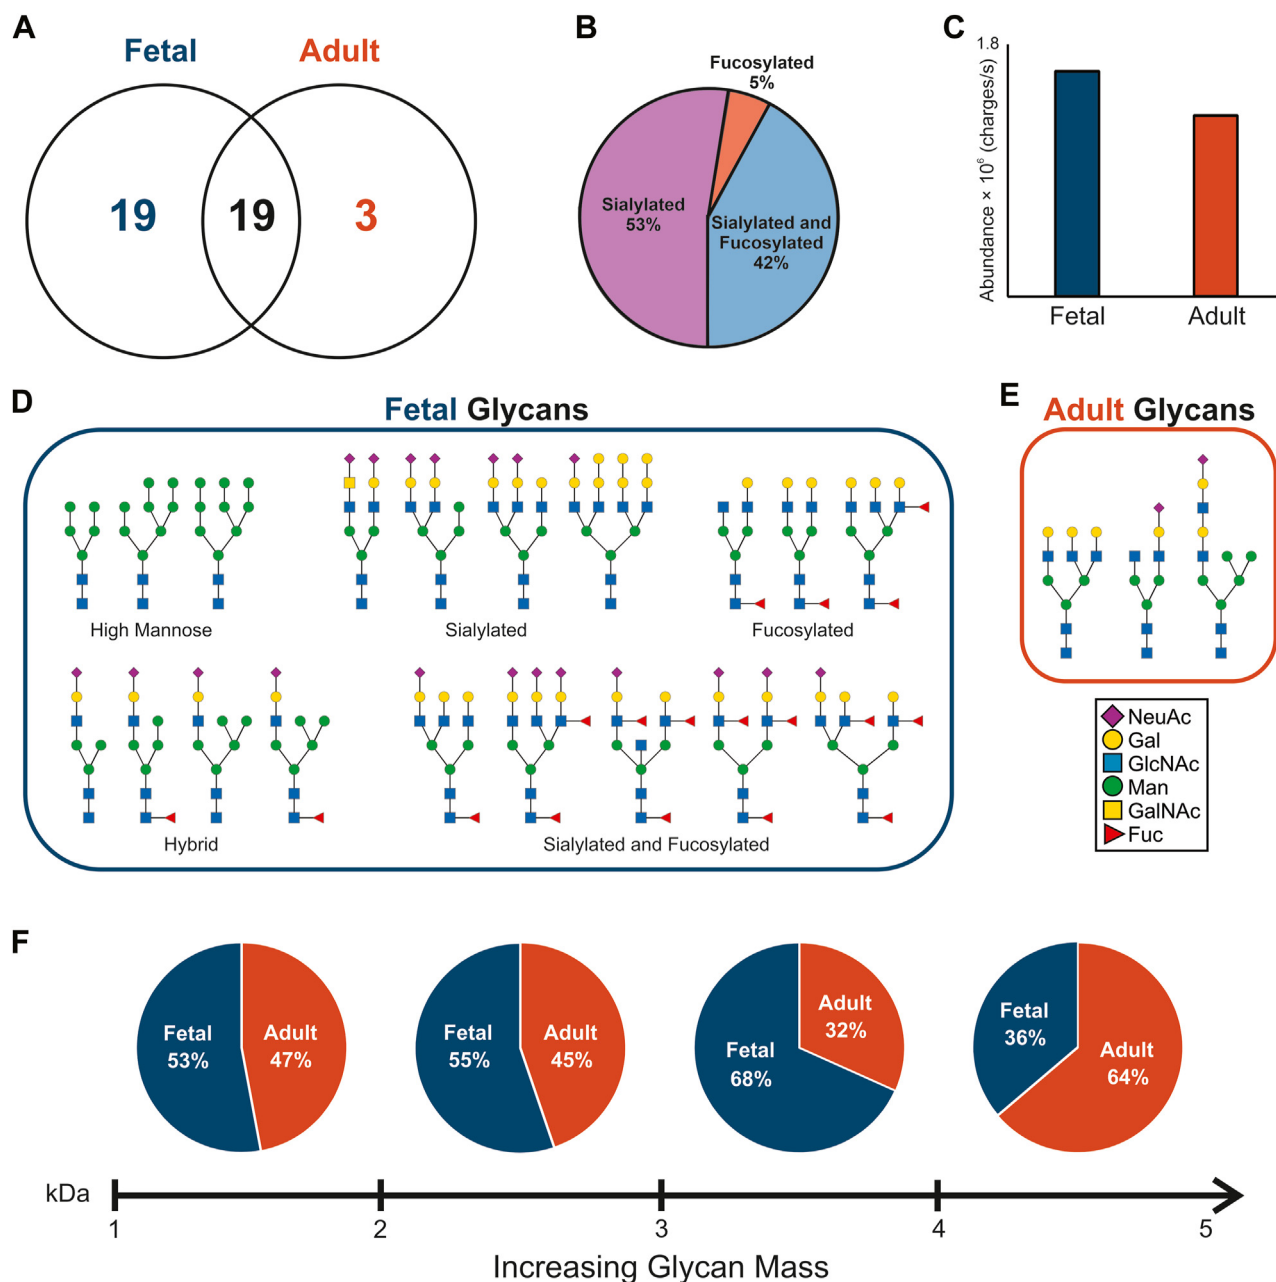 A
Fetal
Adult
19
19
3
B
Fucosylated
5%
Sialylated
53%
Sialylated and
Fucosylated
42%
C
1.8
Abundance × 10⁶ (charges/s)
Fetal
Adult
D
Fetal Glycans
High Mannose
Sialylated
Fucosylated
Hybrid
Sialylated and Fucosylated
E
Adult Glycans
NeuAc
Gal
GlcNAc
Man
GalNAc
Fuc
F
Fetal
53%
Adult
47%
Fetal
55%
Adult
45%
Fetal
68%
Adult
32%
Fetal
36%
Adult
64%
kDa
1
2
3
4
5
Increasing Glycan Mass